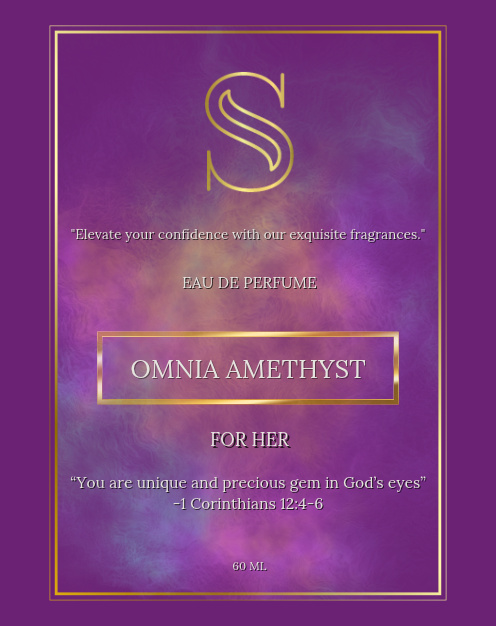 S
"Elevate your confidence with our exquisite fragrances."
EAU DE PERFUME
OMNIA AMETHYST
FOR HER
“You are unique and precious gem in God’s eyes”
-1 Corinthians 12:4-6
60 ML